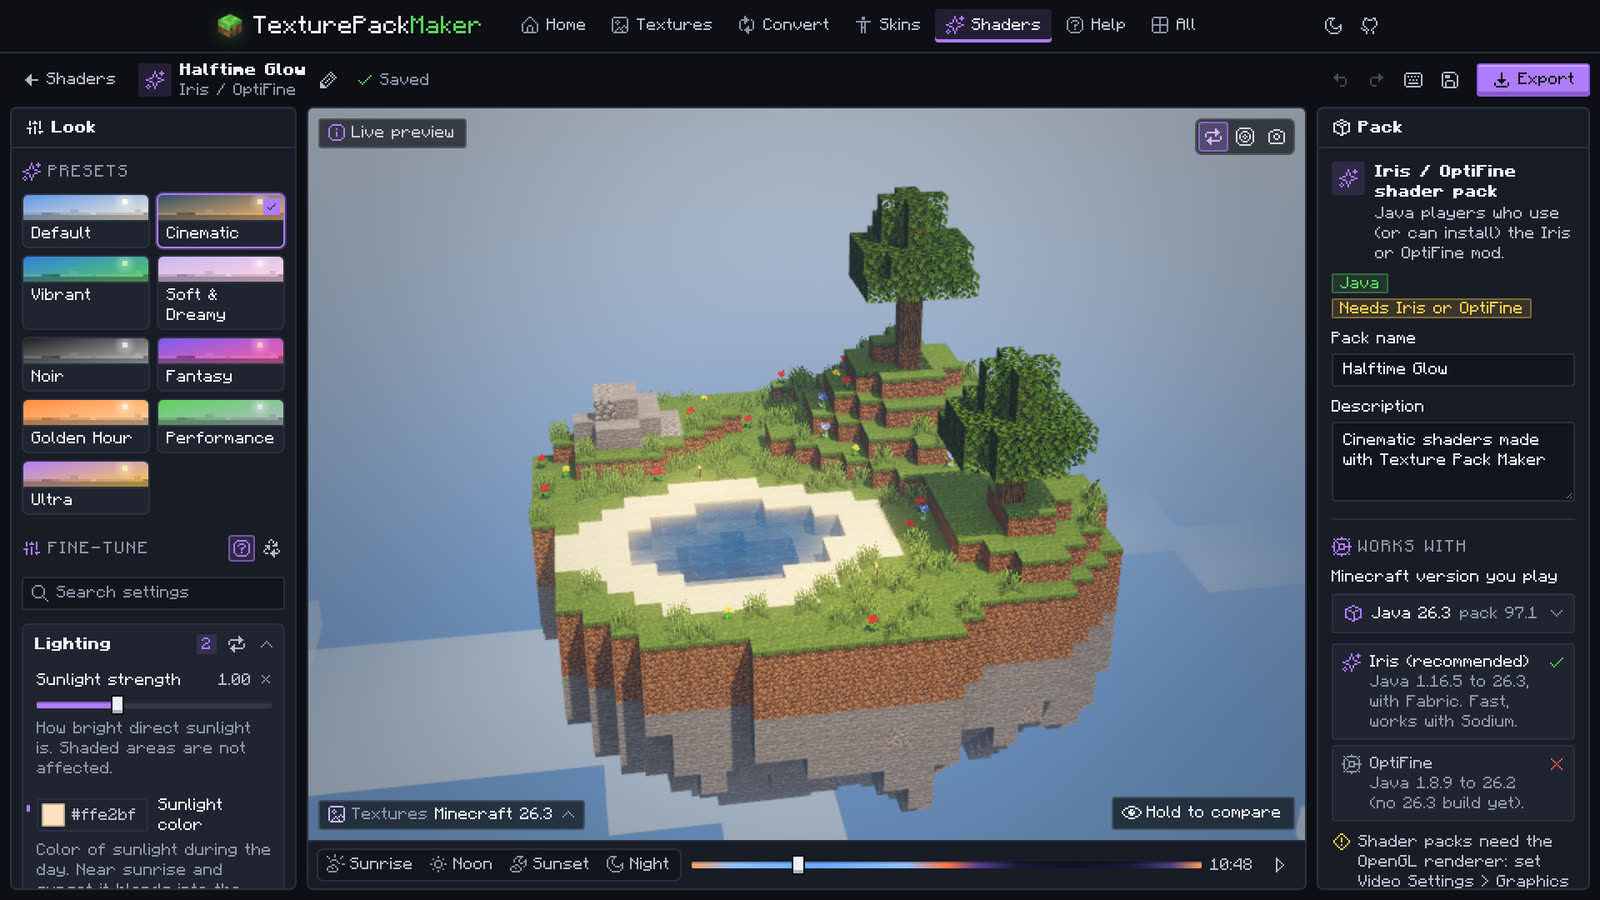 TexturePackMaker
Home
Textures
Convert
Skins
Shaders
Help
All
Shaders
Halftime Glow
Iris / OptiFine
Saved
Export
Look
PRESETS
Default
Cinematic
Vibrant
Soft &
Dreamy
Noir
Fantasy
Golden Hour
Performance
Ultra
FINE-TUNE
Search settings
Lighting
2
Sunlight strength
1.00 ×
How bright direct sunlight
is. Shaded areas are not
affected.
#ffe2bf
Sunlight
color
Color of sunlight during the
day. Near sunrise and
sunset it blends into the
Live preview
Textures Minecraft 26.3
Hold to compare
Sunrise
Noon
Sunset
Night
10:48
Pack
Iris / OptiFine
shader pack
Java players who use
(or can install) the Iris
or OptiFine mod.
Java
Needs Iris or OptiFine
Pack name
Halftime Glow
Description
Cinematic shaders made
with Texture Pack Maker
WORKS WITH
Minecraft version you play
Java 26.3 pack 97.1
Iris (recommended)
Java 1.16.5 to 26.3,
with Fabric. Fast,
works with Sodium.
OptiFine
Java 1.8.9 to 26.2
(no 26.3 build yet).
Shader packs need the
OpenGL renderer: set
Video Settings > Graphics